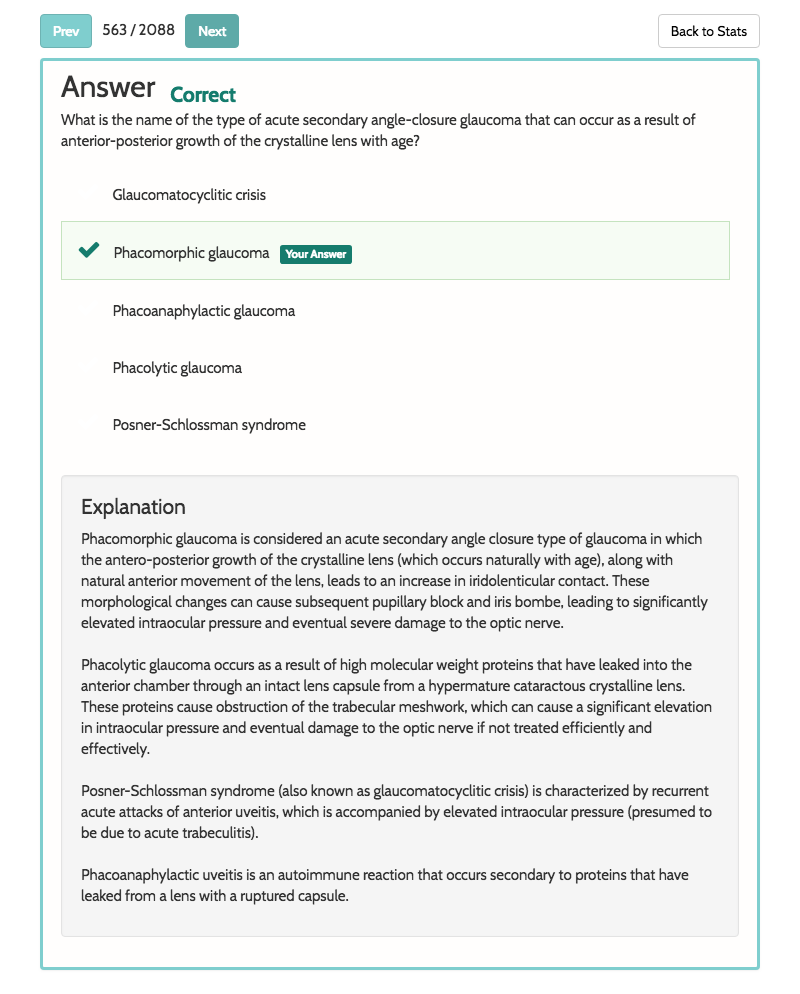 Prev 563 / 2088 Next Back to Stats
Answer Correct
What is the name of the type of acute secondary angle-closure glaucoma that can occur as a result of
anterior-posterior growth of the crystalline lens with age?
Glaucomatocyclitic crisis
Phacomorphic glaucoma Your Answer
Phacoanaphylactic glaucoma
Phacolytic glaucoma
Posner-Schlossman syndrome
Explanation
Phacomorphic glaucoma is considered an acute secondary angle closure type of glaucoma in which
the antero-posterior growth of the crystalline lens (which occurs naturally with age), along with
natural anterior movement of the lens, leads to an increase in iridolenticular contact. These
morphological changes can cause subsequent pupillary block and iris bombe, leading to significantly
elevated intraocular pressure and eventual severe damage to the optic nerve.
Phacolytic glaucoma occurs as a result of high molecular weight proteins that have leaked into the
anterior chamber through an intact lens capsule from a hypermature cataractous crystalline lens.
These proteins cause obstruction of the trabecular meshwork, which can cause a significant elevation
in intraocular pressure and eventual damage to the optic nerve if not treated efficiently and
effectively.
Posner-Schlossman syndrome (also known as glaucomatocyclitic crisis) is characterized by recurrent
acute attacks of anterior uveitis, which is accompanied by elevated intraocular pressure (presumed to
be due to acute trabeculitis).
Phacoanaphylactic uveitis is an autoimmune reaction that occurs secondary to proteins that have
leaked from a lens with a ruptured capsule.